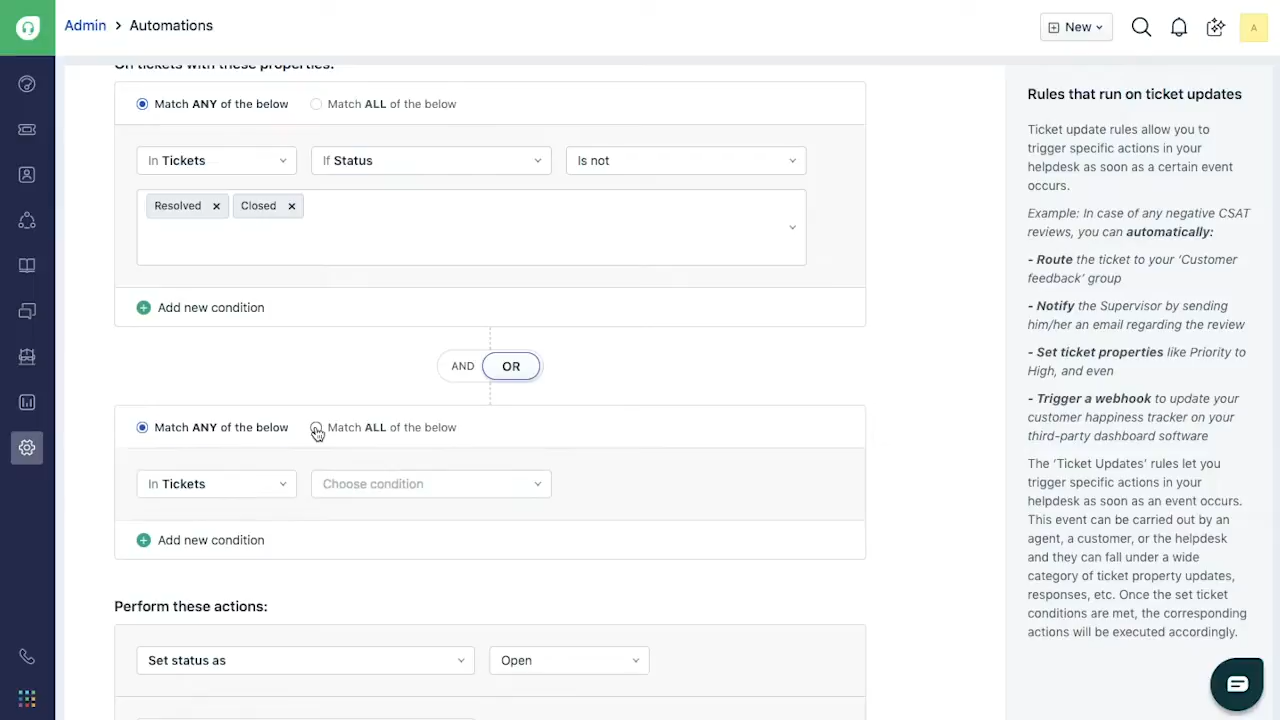 Admin > Automations
New
A
On tickets with these properties:
Match ANY of the below
Match ALL of the below
In Tickets
If Status
Is not
Resolved
Closed
Add new condition
AND
OR
Match ANY of the below
Match ALL of the below
In Tickets
Choose condition
Add new condition
Perform these actions:
Set status as
Open
Rules that run on ticket updates
Ticket update rules allow you to
trigger specific actions in your
helpdesk as soon as a certain event
occurs.
Example: In case of any negative CSAT
reviews, you can automatically:
- Route the ticket to your ‘Customer
feedback’ group
- Notify the Supervisor by sending
him/her an email regarding the review
- Set ticket properties like Priority to
High, and even
- Trigger a webhook to update your
customer happiness tracker on your
third-party dashboard software
The ‘Ticket Updates’ rules let you
trigger specific actions in your
helpdesk as soon as an event occurs.
This event can be carried out by an
agent, a customer, or the helpdesk
and they can fall under a wide
category of ticket property updates,
responses, etc. Once the set ticket
conditions are met, the corresponding
actions will be executed accordingly.